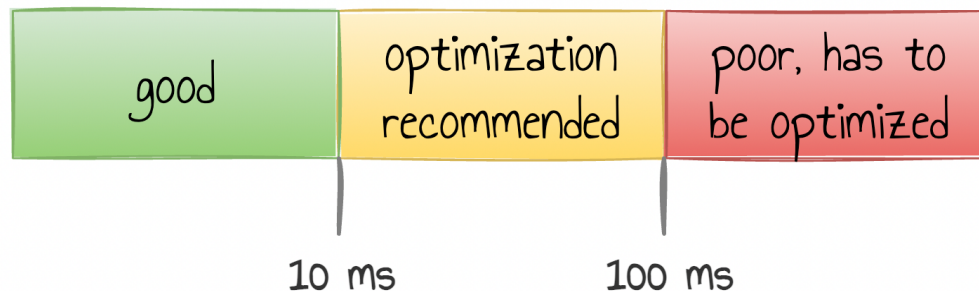 good
optimization
recommended
poor, has to
be optimized
10 ms
100 ms